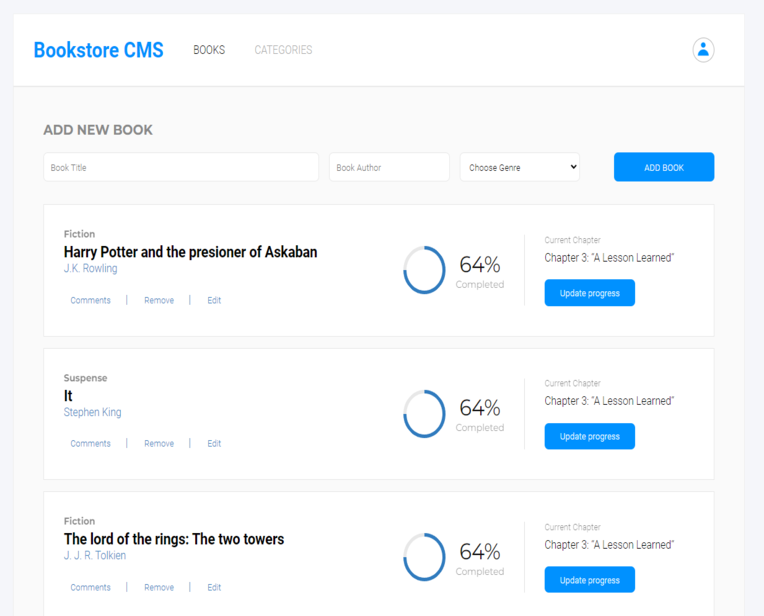 Bookstore CMS BOOKS CATEGORIES
ADD NEW BOOK
Book Title Book Author Choose Genre ADD BOOK
Fiction
Harry Potter and the presioner of Askaban
J.K. Rowling
Comments | Remove | Edit
64%
Completed
Current Chapter
Chapter 3: “A Lesson Learned”
Update progress
Suspense
It
Stephen King
Comments | Remove | Edit
64%
Completed
Current Chapter
Chapter 3: “A Lesson Learned”
Update progress
Fiction
The lord of the rings: The two towers
J. J. R. Tolkien
Comments | Remove | Edit
64%
Completed
Current Chapter
Chapter 3: “A Lesson Learned”
Update progress